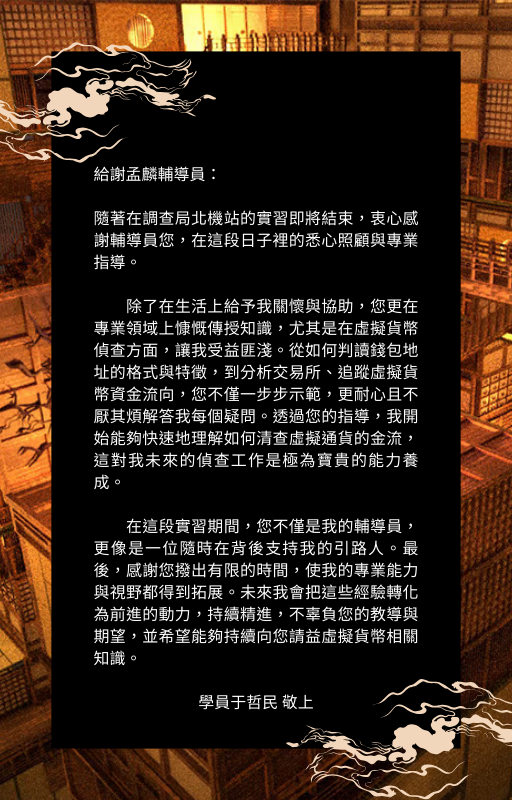 給謝孟麟輔導員：
隨著在調查局北機站的實習即將結束，衷心感
謝輔導員您，在這段日子裡的悉心照顧與專業
指導。
除了在生活上給予我關懷與協助，您更在
專業領域上慷慨傳授知識，尤其是在虛擬貨幣
偵查方面，讓我受益匪淺。從如何判讀錢包地
址的格式與特徵，到分析交易所、追蹤虛擬貨
幣資金流向，您不僅一步步示範，更耐心且不
厭其煩解答我每個疑問。透過您的指導，我開
始能夠快速地理解如何清查虛擬通貨的金流，
這對我未來的偵查工作是極為寶貴的能力養
成。
在這段實習期間，您不僅是我的輔導員，
更像是一位隨時在背後支持我的引路人。最
後，感謝您撥出有限的時間，使我的專業能力
與視野都得到拓展。未來我會把這些經驗轉化
為前進的動力，持續精進，不辜負您的教導與
期望，並希望能夠持續向您請益虛擬貨幣相關
知識。
學員于哲民 敬上